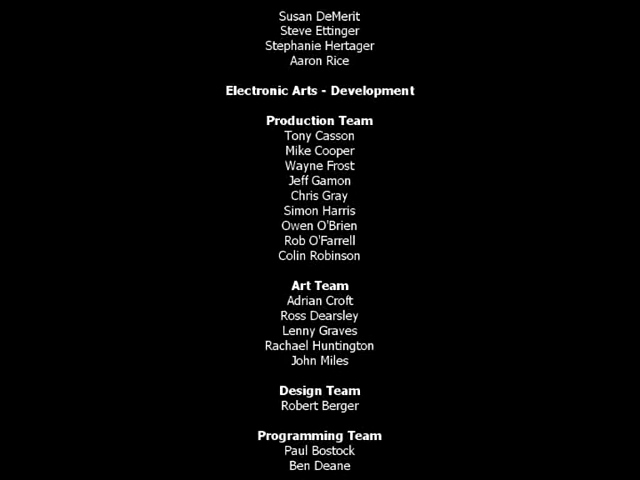 Susan DeMerit
Steve Ettinger
Stephanie Hertager
Aaron Rice
Electronic Arts - Development
Production Team
Tony Casson
Mike Cooper
Wayne Frost
Jeff Gamon
Chris Gray
Simon Harris
Owen O'Brien
Rob O'Farrell
Colin Robinson
Art Team
Adrian Croft
Ross Dearsley
Lenny Graves
Rachael Huntington
John Miles
Design Team
Robert Berger
Programming Team
Paul Bostock
Ben Deane